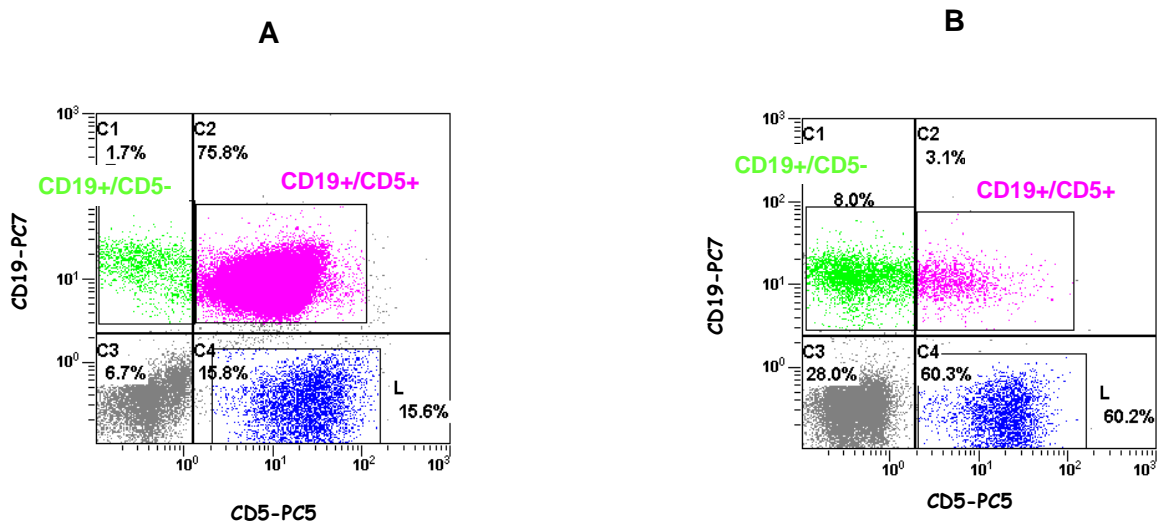 A
10³
C1
1.7%
C2
75.8%
CD19+/CD5-
CD19+/CD5+
CD19-PC7
10¹
10⁰
C3
6.7%
C4
15.8%
L
15.6%
10⁰
10¹
10²
10³
CD5-PC5
B
10³
C1
C2
3.1%
CD19+/CD5-
CD19+/CD5+
8.0%
10²
CD19-PC7
10¹
10⁰
C3
28.0%
C4
60.3%
L
60.2%
10⁰
10¹
10²
10³
CD5-PC5